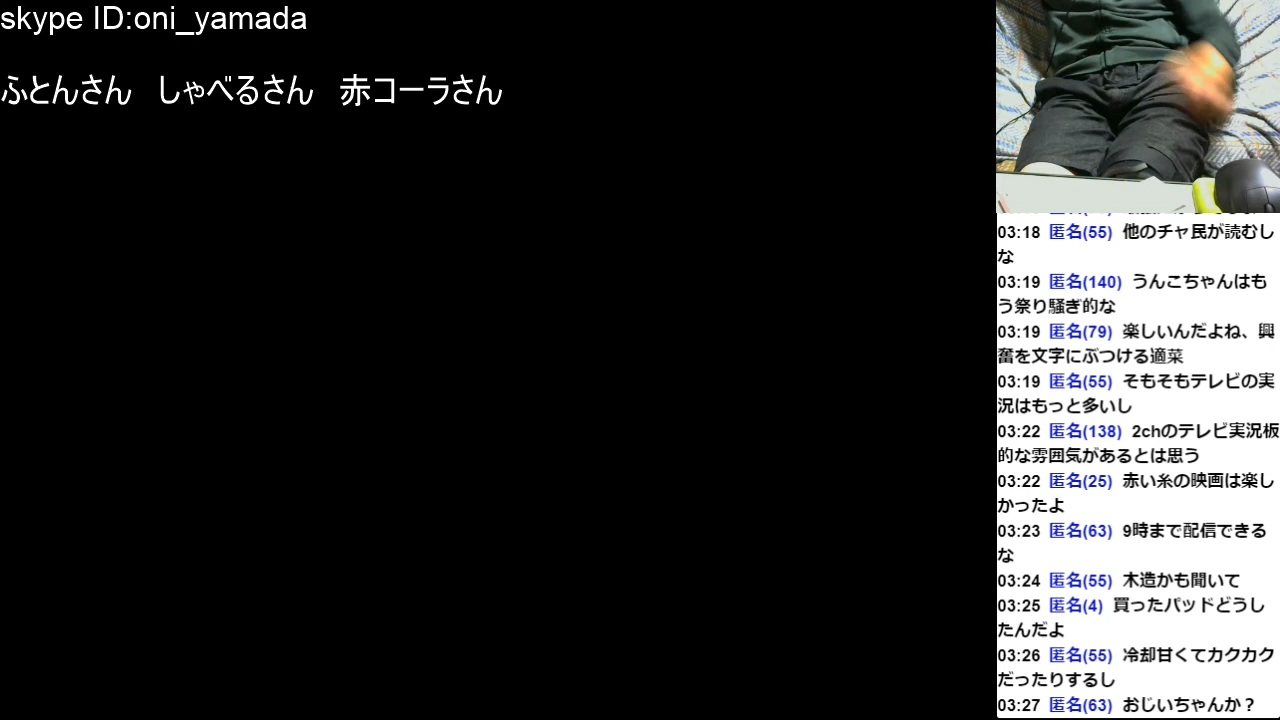 skype ID:oni_yamada
ふとんさん　しゃべるさん　赤コーラさん
03:18 匿名(55) 他のチャ民が読むし
な
03:19 匿名(140) うんこちゃんはも
う祭り騒ぎ的な
03:19 匿名(79) 楽しいんだよね、興
奮を文字にぶつける適菜
03:19 匿名(55) そもそもテレビの実
況はもっと多いし
03:22 匿名(138) 2chのテレビ実況板
的な雰囲気があるとは思う
03:22 匿名(25) 赤い糸の映画は楽し
かったよ
03:23 匿名(63) 9時まで配信できる
な
03:24 匿名(55) 木造かも聞いて
03:25 匿名(4) 買ったパッドどうし
たんだよ
03:26 匿名(55) 冷却甘くてカクカク
だったりするし
03:27 匿名(63) おじいちゃんか？